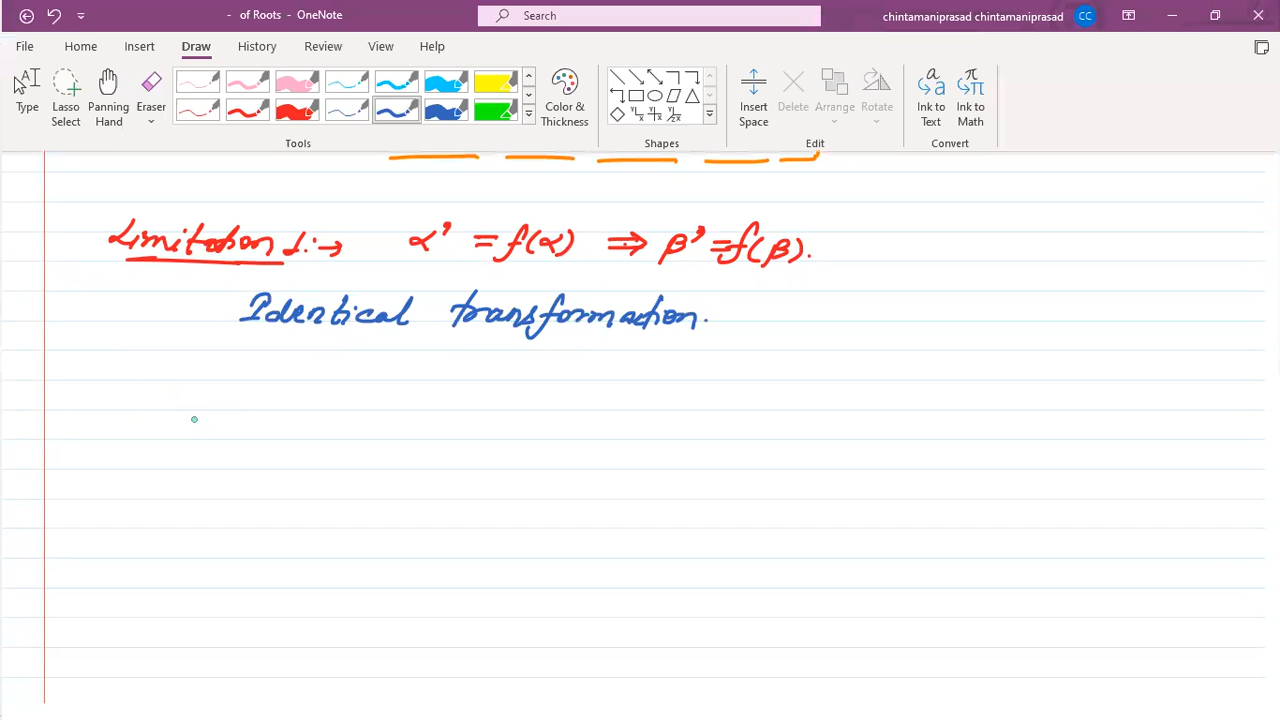 - of Roots - OneNote
Search
chintamaniprasad chintamaniprasad
CC
File Home Insert Draw History Review View Help
Type
Lasso Select
Panning Hand
Eraser
Color & Thickness
Insert Space
Delete
Arrange
Rotate
Ink to Text
Ink to Math
Tools
Shapes
Edit
Convert
Limitation 1:→ α' = f(α) ⇒ β' = f(β).
Identical transformation.